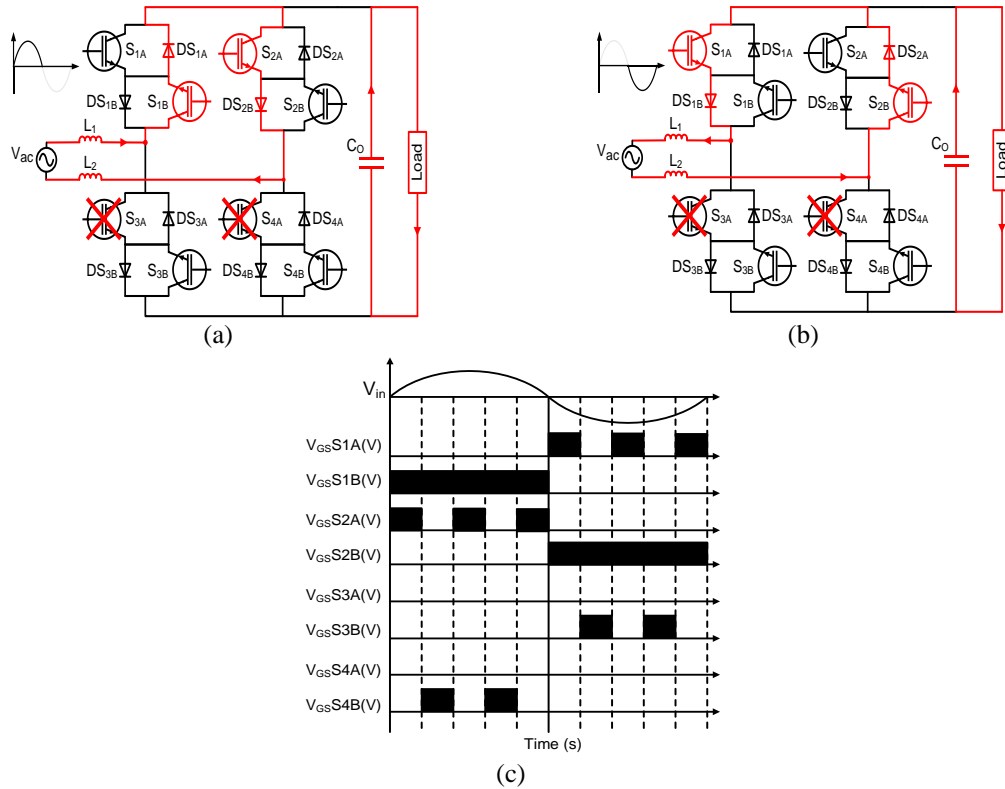 S1A DS1A S2A DS2A
DS1B S1B DS2B S2B
L1
Vac
L2
CO
Load
S3A DS3A S4A DS4A
DS3B S3B DS4B S4B
(a)
S1A DS1A S2A DS2A
DS1B S1B DS2B S2B
L1
Vac
L2
CO
Load
S3A DS3A S4A DS4A
DS3B S3B DS4B S4B
(b)
Vin
VGSS1A(V)
VGSS1B(V)
VGSS2A(V)
VGSS2B(V)
VGSS3A(V)
VGSS3B(V)
VGSS4A(V)
VGSS4B(V)
Time (s)
(c)